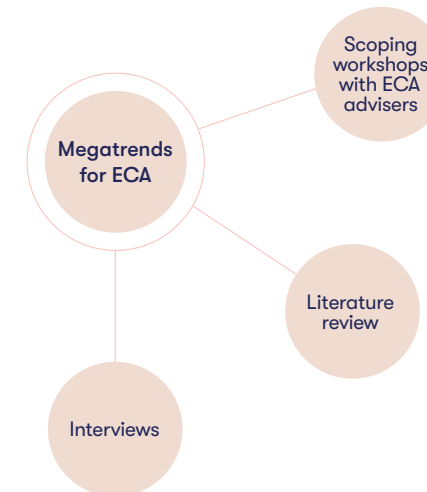 Scoping
workshops
with ECA
advisers
Megatrends
for ECA
Literature
review
Interviews